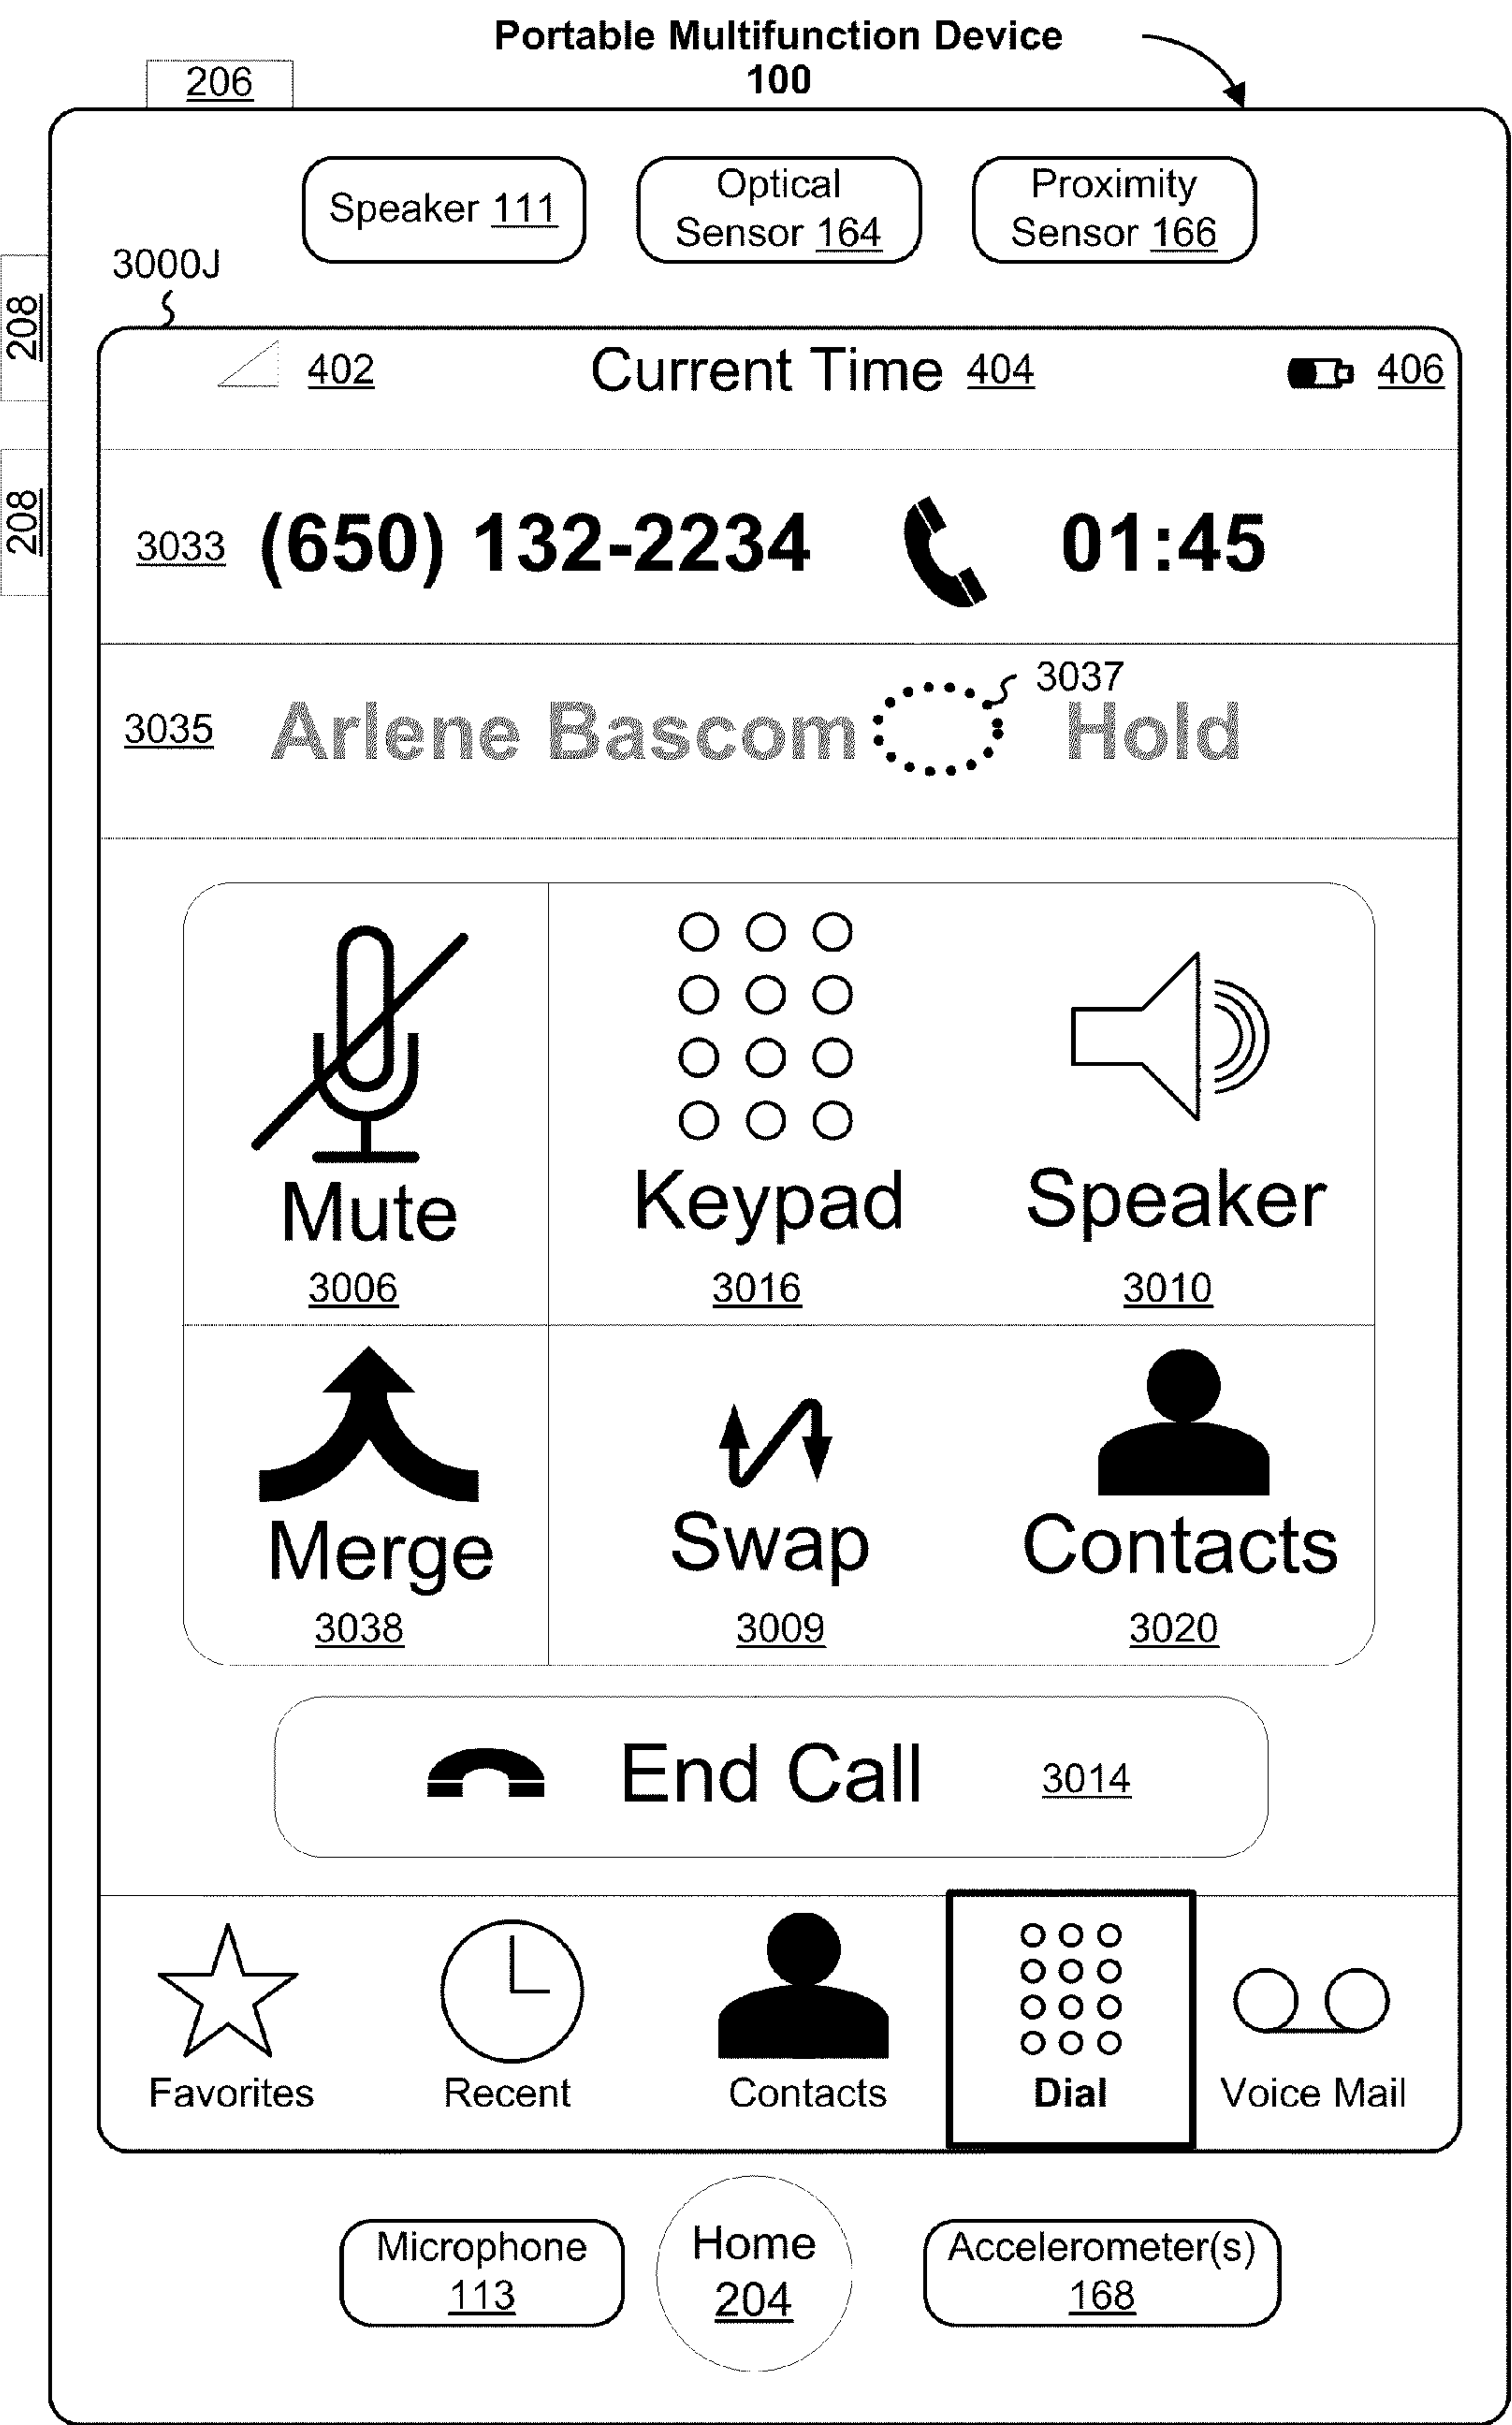 Portable Multifunction Device
100
206
Speaker 111
Optical
Sensor 164
Proximity
Sensor 166
3000J
208
208
402
Current Time 404
406
3033 (650) 132-2234 01:45
3037
3035 Arlene Bascom Hold
Mute
3006
Keypad
3016
Speaker
3010
Merge
3038
Swap
3009
Contacts
3020
End Call 3014
Favorites
Recent
Contacts
Dial
Voice Mail
Microphone
113
Home
204
Accelerometer(s)
168